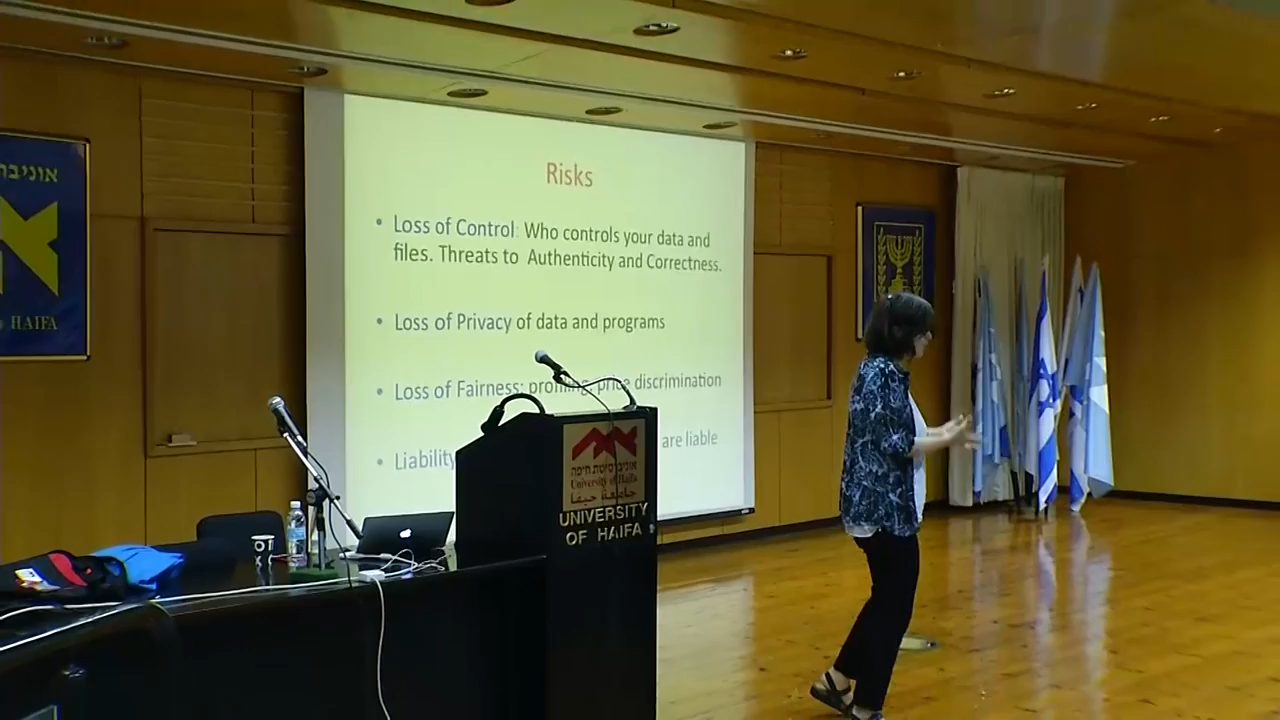 אוניבר
HAIFA
Risks
• Loss of Control: Who controls your data and
files. Threats to Authenticity and Correctness.
• Loss of Privacy of data and programs
• Loss of Fairness: profiling, price discrimination
• Liability
are liable
אוניברסיטת חיפה
University of Haifa
جامعة حيفا
UNIVERSITY
OF HAIFA